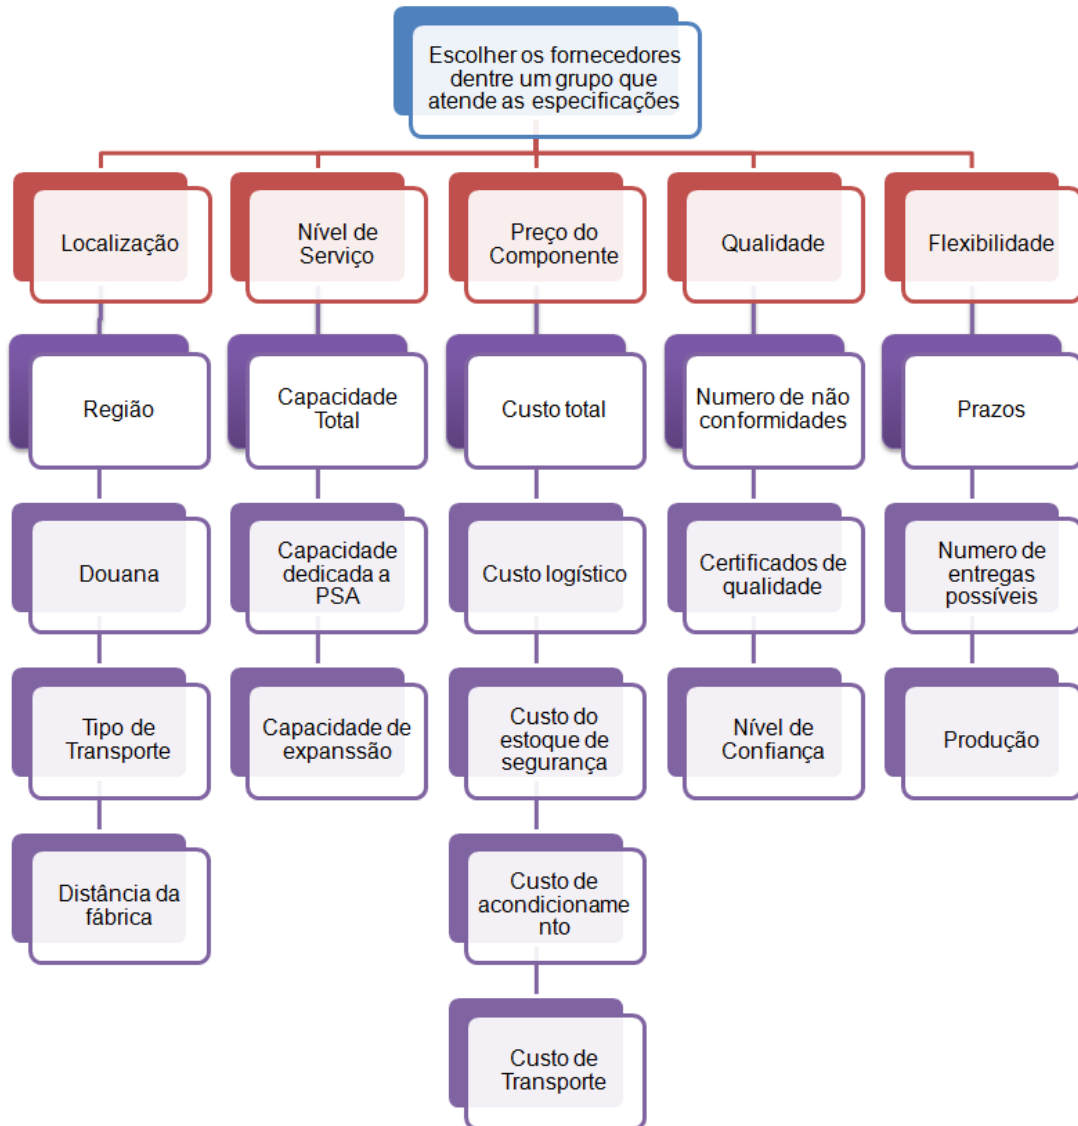 Escolher os fornecedores
dentre um grupo que
atende as especificações
Localização
Nível de
Serviço
Preço do
Componente
Qualidade
Flexibilidade
Região
Capacidade
Total
Custo total
Numero de não
conformidades
Prazos
Douana
Capacidade
dedicada a
PSA
Custo logístico
Certificados de
qualidade
Numero de
entregas
possíveis
Tipo de
Transporte
Capacidade de
expanssão
Custo do
estoque de
segurança
Nível de
Confiança
Produção
Distância da
fábrica
Custo de
acondicioname
nto
Custo de
Transporte